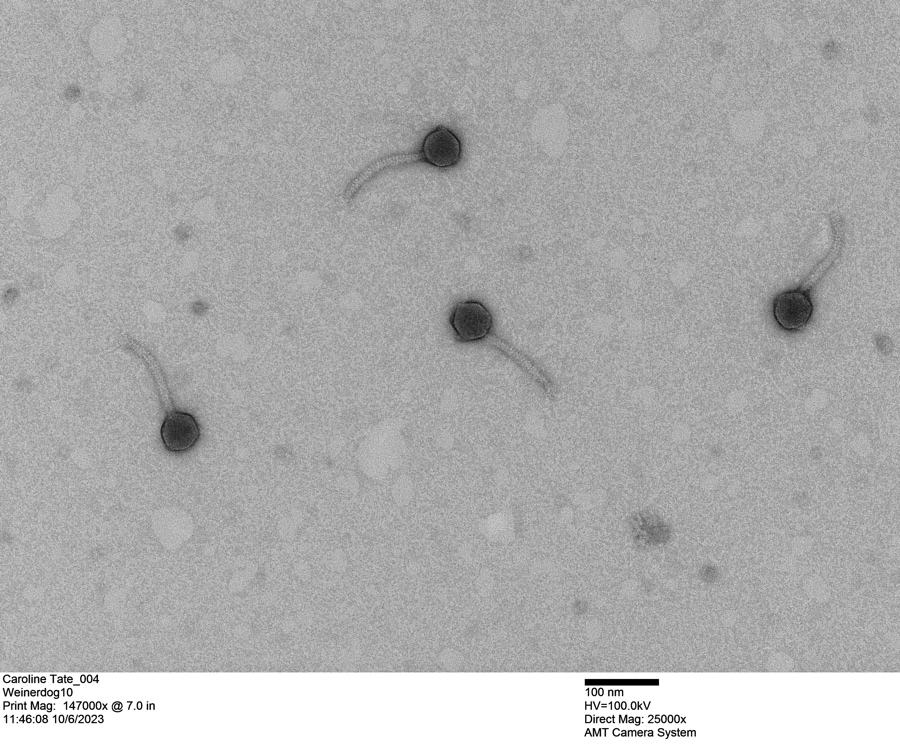 Caroline Tate_004
Weinerdog10
Print Mag: 147000x @ 7.0 in
11:46:08 10/6/2023
100 nm
HV=100.0kV
Direct Mag: 25000x
AMT Camera System